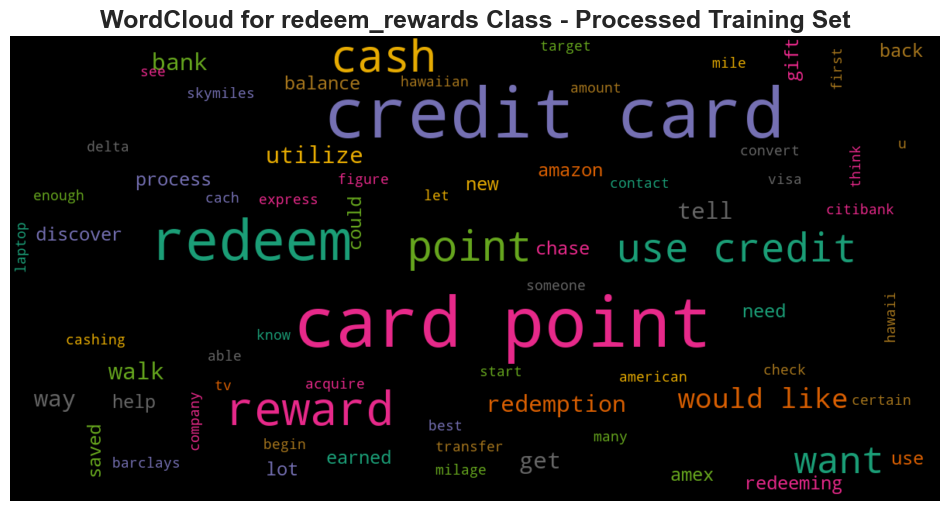 WordCloud for redeem_rewards Class - Processed Training Set
target
cash
gift
first
back
bank
see
mile
balance
hawaiian
skymiles
amount
credit card
delta
utilize
convert
u
think
process
figure
amazon
contact
visa
enough
cach
express
let
new
could
tell
citibank
laptop
discover
redeem
point
chase
use credit
someone
card point
need
hawaii
cashing
know
able
walk
tv
acquire
start
american
check
way
help
company
reward
redemption
would like
certain
saved
begin
best
transfer
many
barclays
lot
earned
milage
get
amex
want
use
redeeming